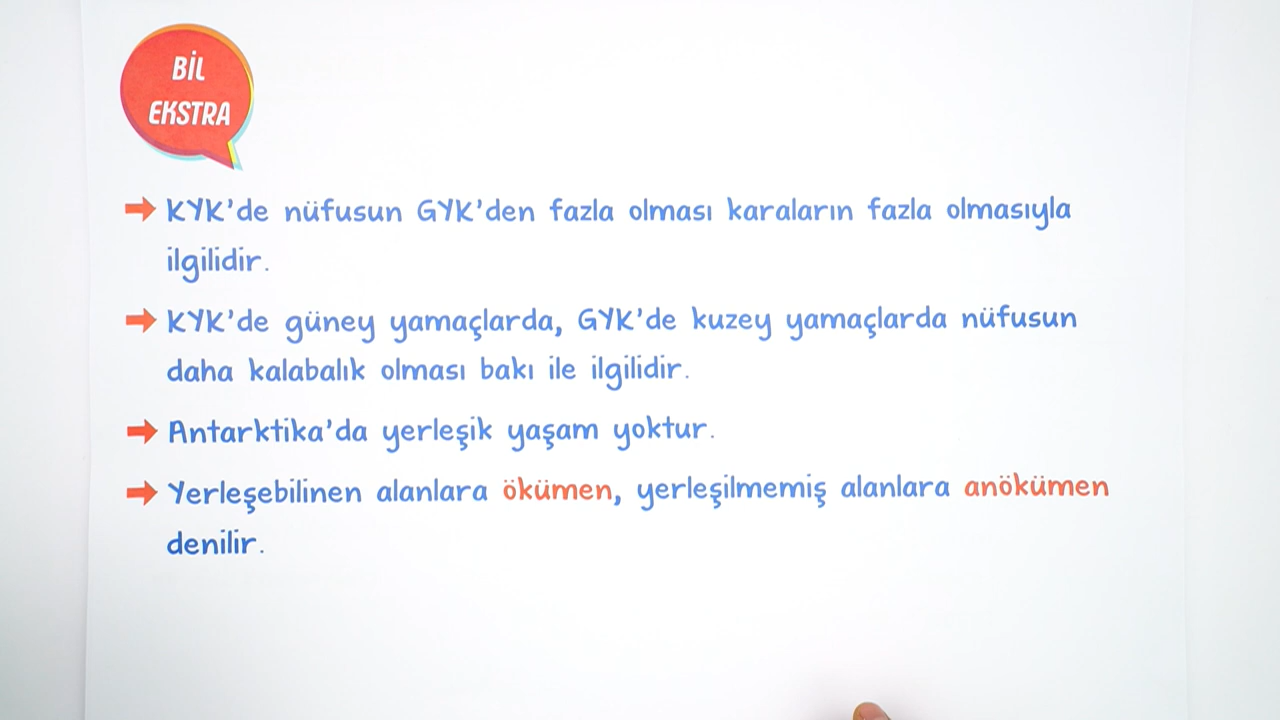 BİL
EKSTRA
KYK'de nüfusun GYK'den fazla olması karaların fazla olmasıyla
ilgilidir.
KYK'de güney yamaçlarda, GYK'de kuzey yamaçlarda nüfusun
daha kalabalık olması bakı ile ilgilidir.
Antarktika'da yerleşik yaşam yoktur.
Yerleşebilinen alanlara ökümen, yerleşilmemiş alanlara anökümen
denilir.